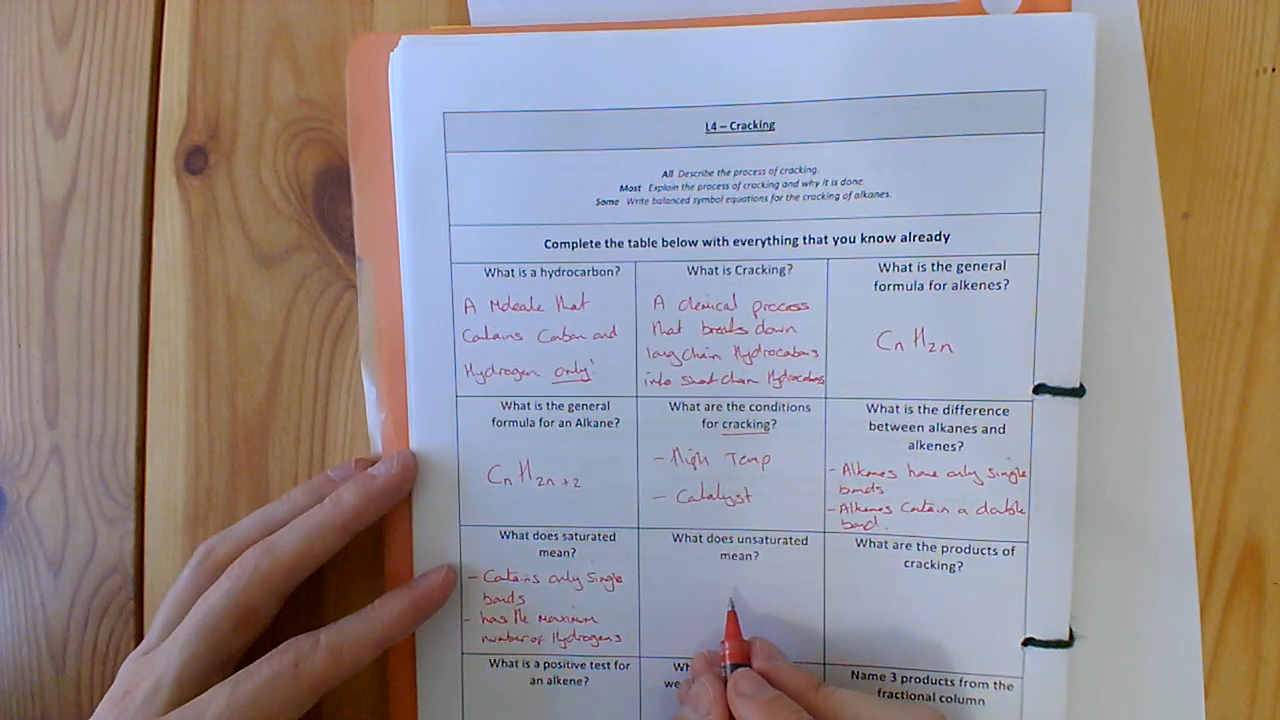 L4 – Cracking
All Describe the process of cracking.
Most Explain the process of cracking and why it is done
Some Write balanced symbol equations for the cracking of alkanes.
Complete the table below with everything that you know already
What is a hydrocarbon?
A Molecule that
Contains Carbon and
Hydrogen only!
What is Cracking?
A chemical process
that breaks down
long chain Hydrocarbons
into short chain Hydrocarbons
What is the general
formula for alkenes?
CnH2n
What is the general
formula for an Alkane?
CnH2n+2
What are the conditions
for cracking?
- High Temp
- Catalyst
What is the difference
between alkanes and
alkenes?
- Alkanes have only single
bonds
- Alkenes Contain a double
bond.
What does saturated
mean?
- Contains only single
bonds
- has the maximum
number of Hydrogens
What does unsaturated
mean?
What are the products of
cracking?
What is a positive test for
an alkene?
we
Name 3 products from the
fractional column